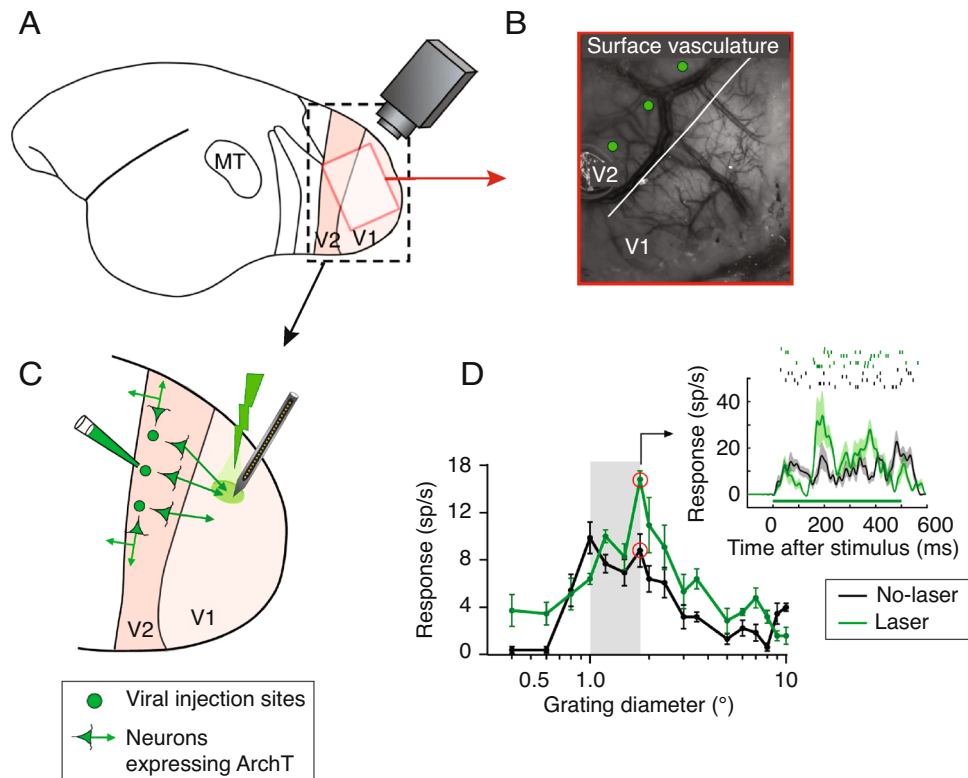 A
MT
V2
V1
B
Surface vasculature
V2
V1
C
V2
V1
Viral injection sites
Neurons
expressing ArchT
D
Response (sp/s)
18
12
8
4
0
0.5
1.0
10
Grating diameter (°)
Response (sp/s)
40
20
0
0
200
400
600
Time after stimulus (ms)
No-laser
Laser